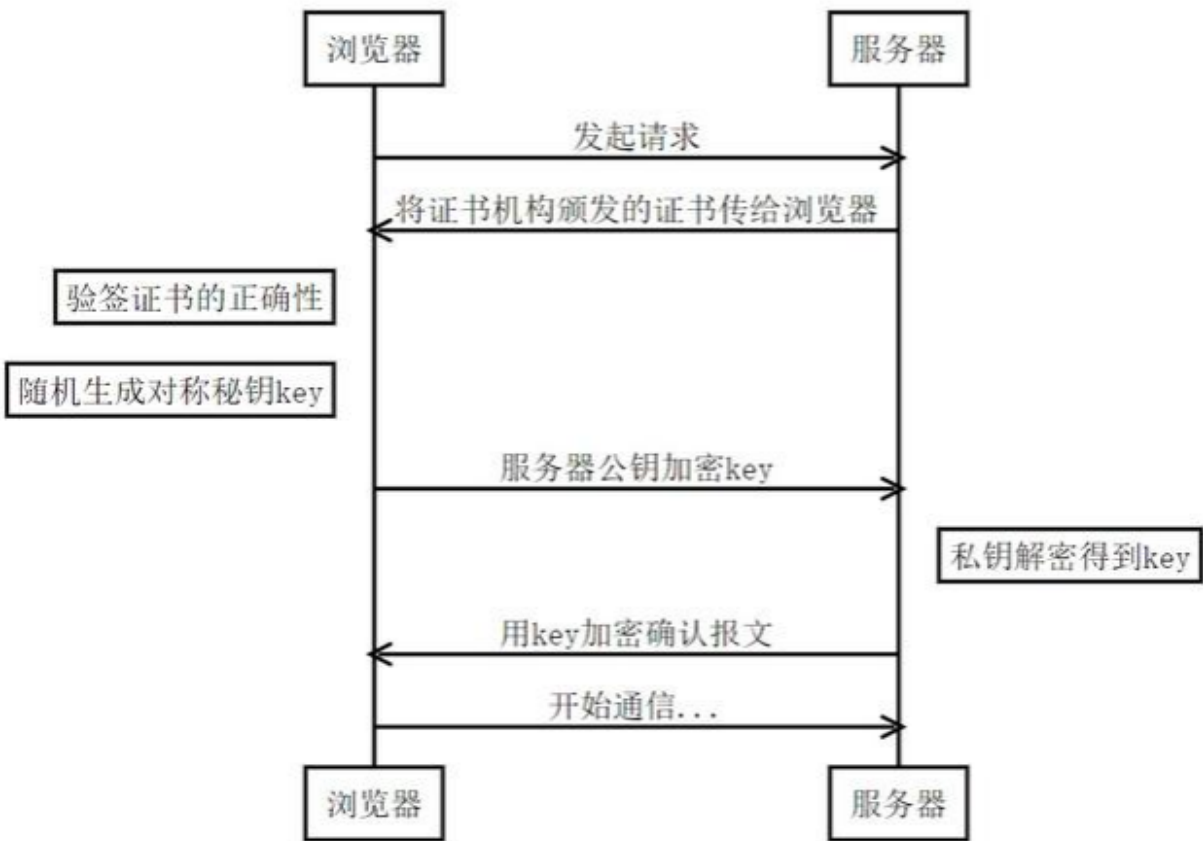 浏览器
服务器
发起请求
将证书机构颁发的证书传给浏览器
验签证书的正确性
随机生成对称秘钥key
服务器公钥加密key
私钥解密得到key
用key加密确认报文
开始通信...
浏览器
服务器